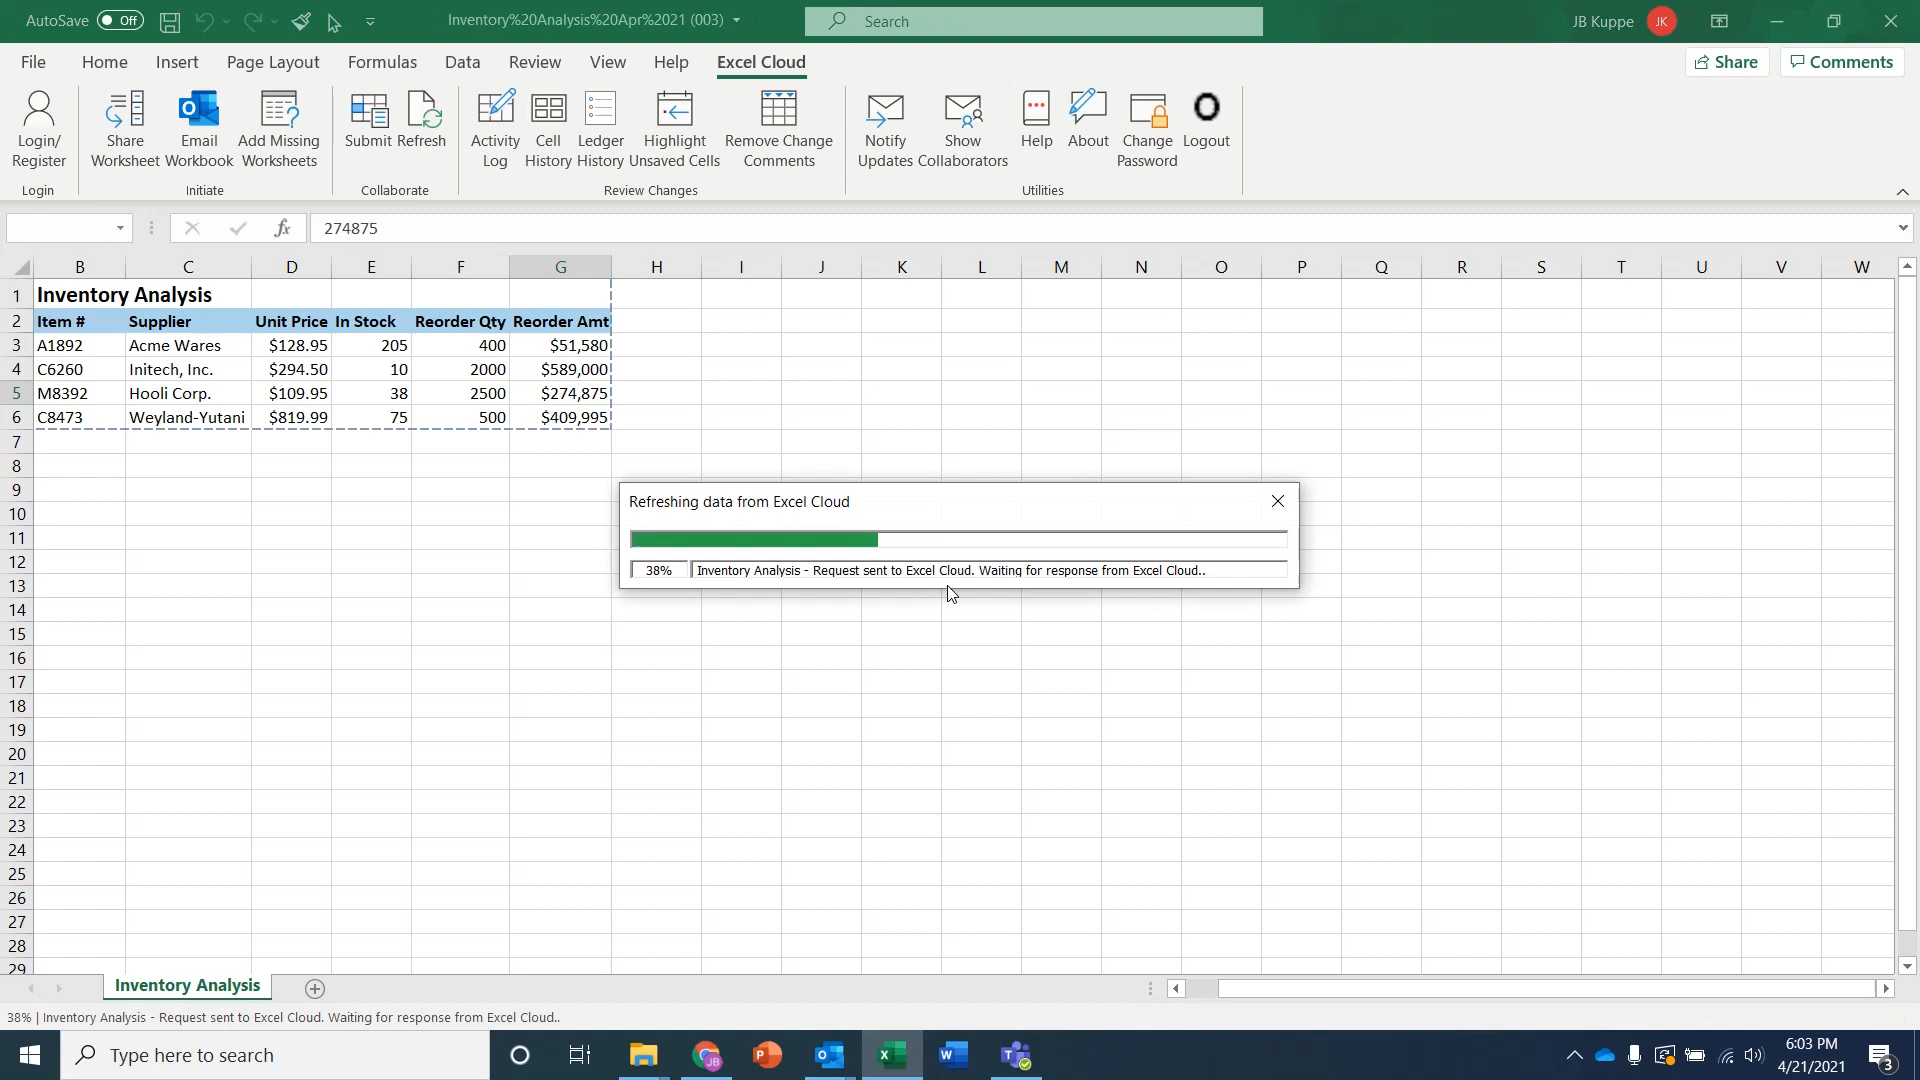 AutoSave Off
Inventory%20Analysis%20Apr%2021 (003)
Search
JB Kuppe JK
File Home Insert Page Layout Formulas Data Review View Help Excel Cloud Share Comments
Login/ Register
Share Worksheet
Email Workbook
Add Missing Worksheets
Submit
Refresh
Activity Log
Cell History
Ledger History
Highlight Unsaved Cells
Remove Change Comments
Notify Updates
Show Collaborators
Help
About
Change Password
Logout
Login Initiate Collaborate Review Changes Utilities
fx 274875
B C D E F G H I J K L M N O P Q R S T U V W
1 Inventory Analysis
2 Item # Supplier Unit Price In Stock Reorder Qty Reorder Amt
3 A1892 Acme Wares $128.95 205 400 $51,580
4 C6260 Initech, Inc. $294.50 10 2000 $589,000
5 M8392 Hooli Corp. $109.95 38 2500 $274,875
6 C8473 Weyland-Yutani $819.99 75 500 $409,995
7
8
9
10
11
12
13
14
15
16
17
18
19
20
21
22
23
24
25
26
27
28
29
Refreshing data from Excel Cloud
38% Inventory Analysis - Request sent to Excel Cloud. Waiting for response from Excel Cloud..
Inventory Analysis
38% | Inventory Analysis - Request sent to Excel Cloud. Waiting for response from Excel Cloud..
Type here to search
6:03 PM
4/21/2021
3